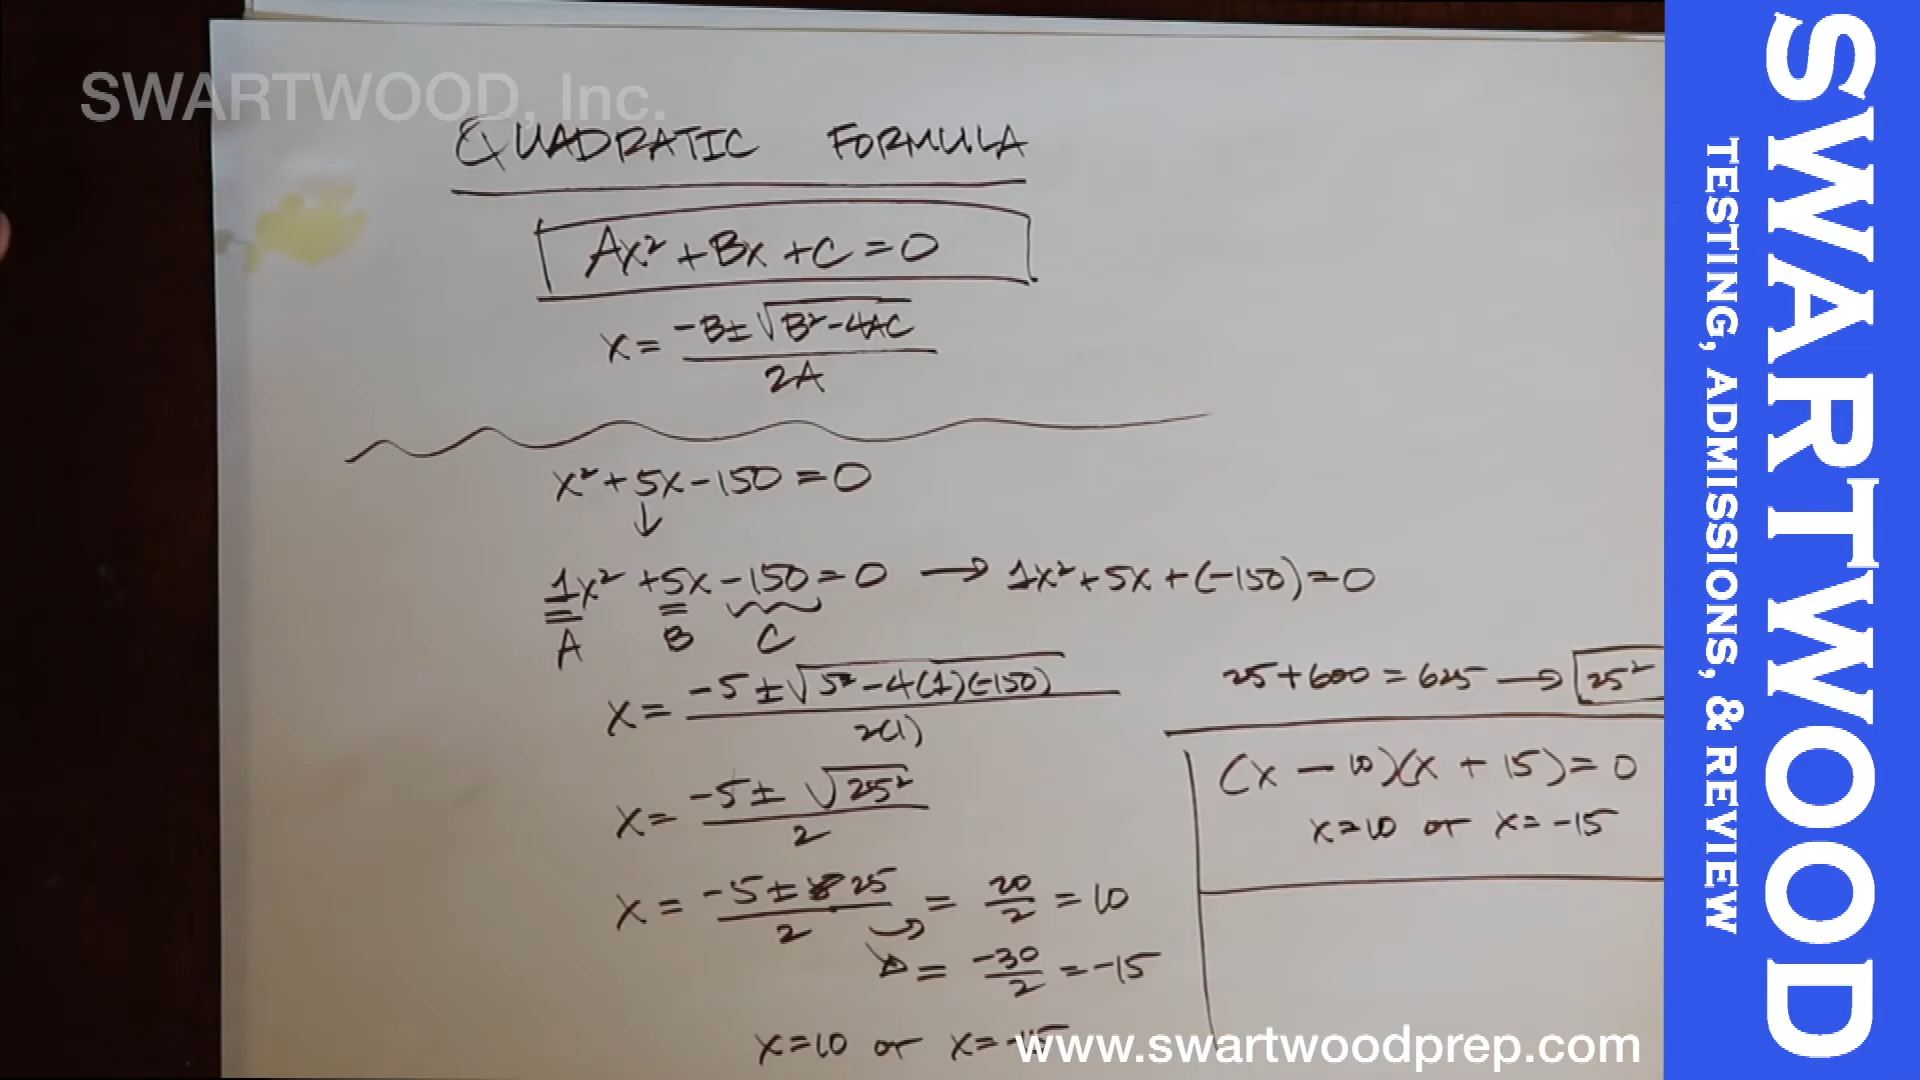 SWARTWOOD, Inc.
QUADRATIC FORMULA
Ax² + Bx + C = 0
x = (-B ± √(B² - 4AC)) / 2A
x² + 5x - 150 = 0
↓
1x² + 5x - 150 = 0 → 1x² + 5x + (-150) = 0
A B C
x = (-5 ± √(5² - 4(1)(-150))) / 2(1)
25 + 600 = 625 → 25²
(x - 10)(x + 15) = 0
x = 10 or x = -15
x = (-5 ± √25²) / 2
x = (-5 ± 25) / 2 = 20/2 = 10
= -30/2 = -15
x = 10 or x = -15
www.swartwoodprep.com
SWARTWOOD
TESTING, ADMISSIONS, & REVIEW